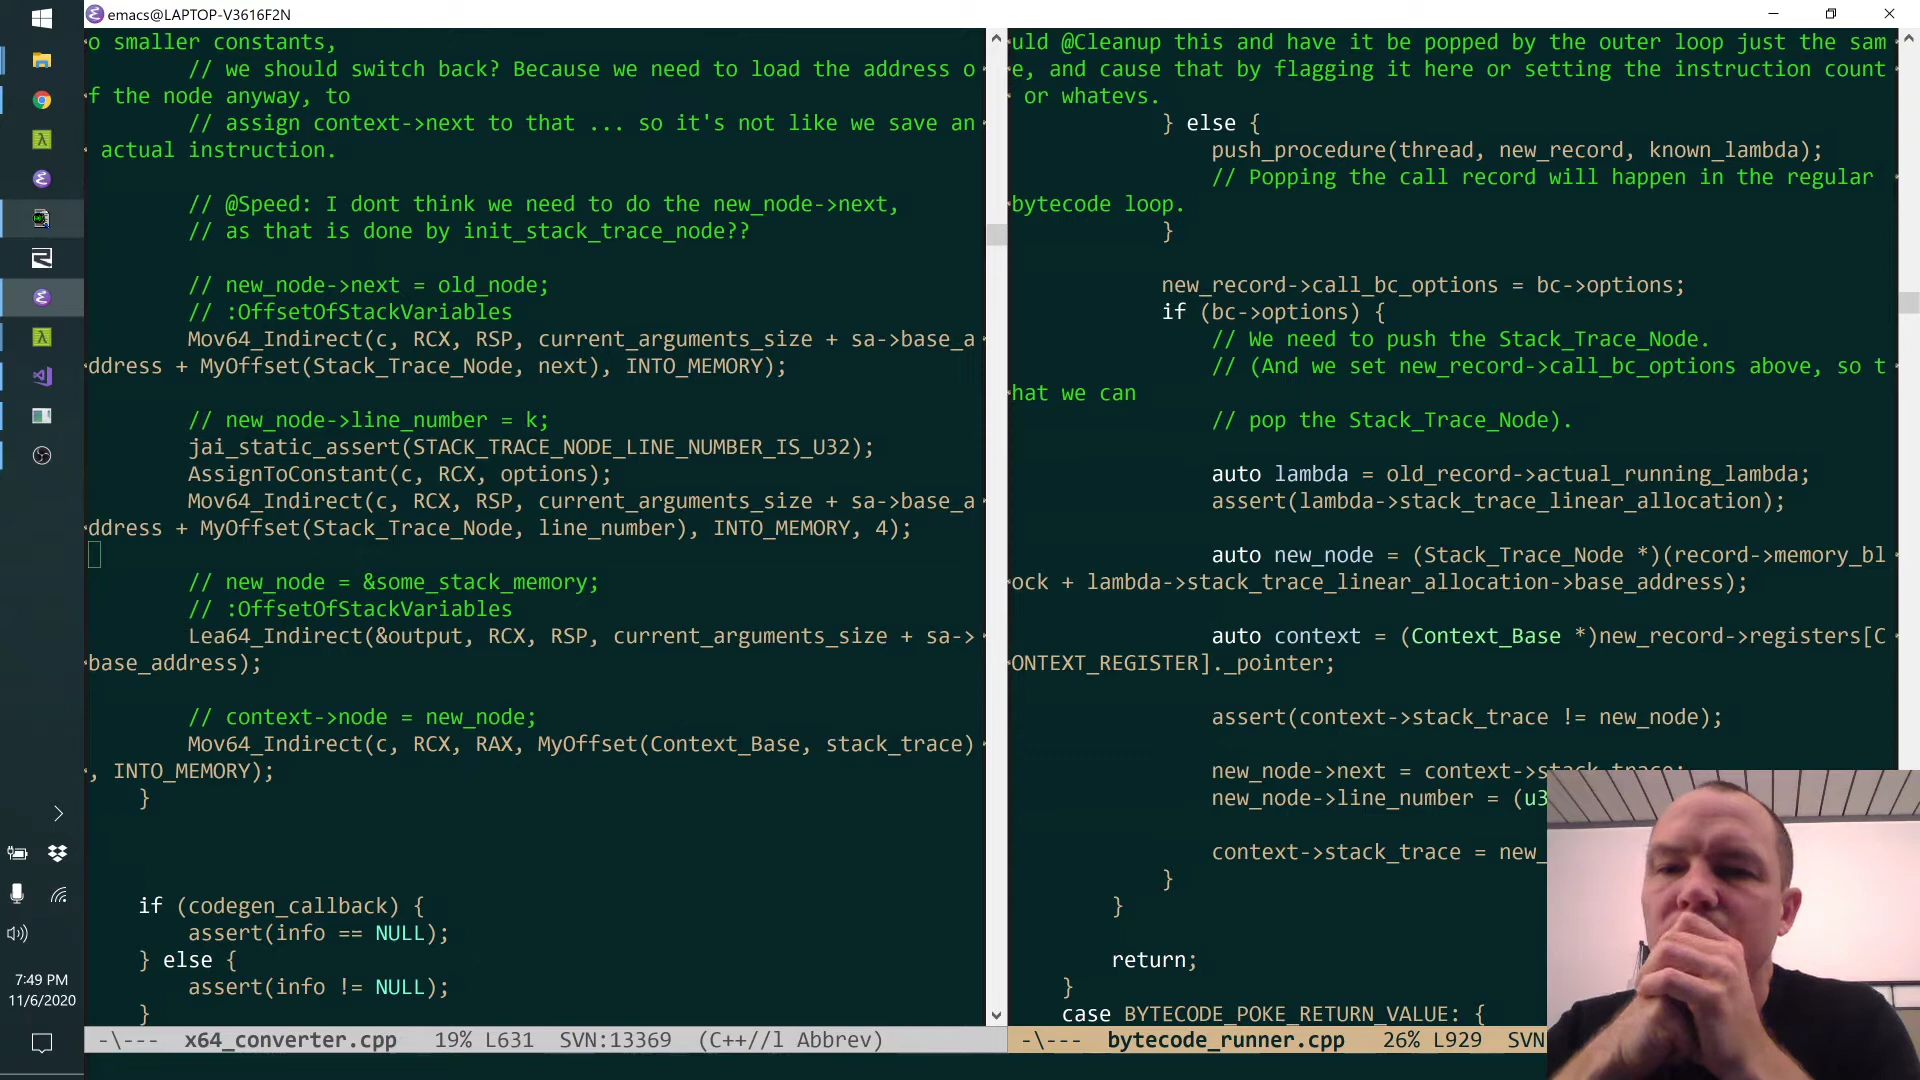 emacs@LAPTOP-V3616F2N
o smaller constants,
// we should switch back? Because we need to load the address o
f the node anyway, to
// assign context->next to that ... so it's not like we save an
actual instruction.
// @Speed: I dont think we need to do the new_node->next,
// as that is done by init_stack_trace_node??
// new_node->next = old_node;
// :OffsetOfStackVariables
Mov64_Indirect(c, RCX, RSP, current_arguments_size + sa->base_a
ddress + MyOffset(Stack_Trace_Node, next), INTO_MEMORY);
// new_node->line_number = k;
jai_static_assert(STACK_TRACE_NODE_LINE_NUMBER_IS_U32);
AssignToConstant(c, RCX, options);
Mov64_Indirect(c, RCX, RSP, current_arguments_size + sa->base_a
ddress + MyOffset(Stack_Trace_Node, line_number), INTO_MEMORY, 4);
// new_node = &some_stack_memory;
// :OffsetOfStackVariables
Lea64_Indirect(&output, RCX, RSP, current_arguments_size + sa->
base_address);
// context->node = new_node;
Mov64_Indirect(c, RCX, RAX, MyOffset(Context_Base, stack_trace)
, INTO_MEMORY);
}
if (codegen_callback) {
assert(info == NULL);
} else {
assert(info != NULL);
}
-\--- x64_converter.cpp 19% L631 SVN:13369 (C++//l Abbrev)
uld @Cleanup this and have it be popped by the outer loop just the sam
e, and cause that by flagging it here or setting the instruction count
or whatevs.
} else {
push_procedure(thread, new_record, known_lambda);
// Popping the call record will happen in the regular
bytecode loop.
}
new_record->call_bc_options = bc->options;
if (bc->options) {
// We need to push the Stack_Trace_Node.
// (And we set new_record->call_bc_options above, so t
hat we can
// pop the Stack_Trace_Node).
auto lambda = old_record->actual_running_lambda;
assert(lambda->stack_trace_linear_allocation);
auto new_node = (Stack_Trace_Node *)(record->memory_bl
ock + lambda->stack_trace_linear_allocation->base_address);
auto context = (Context_Base *)new_record->registers[C
ONTEXT_REGISTER]._pointer;
assert(context->stack_trace != new_node);
new_node->next = context->stack_trace;
new_node->line_number = (u3
context->stack_trace = new_
}
}
return;
}
case BYTECODE_POKE_RETURN_VALUE: {
-\--- bytecode_runner.cpp 26% L929 SVN
7:49 PM
11/6/2020